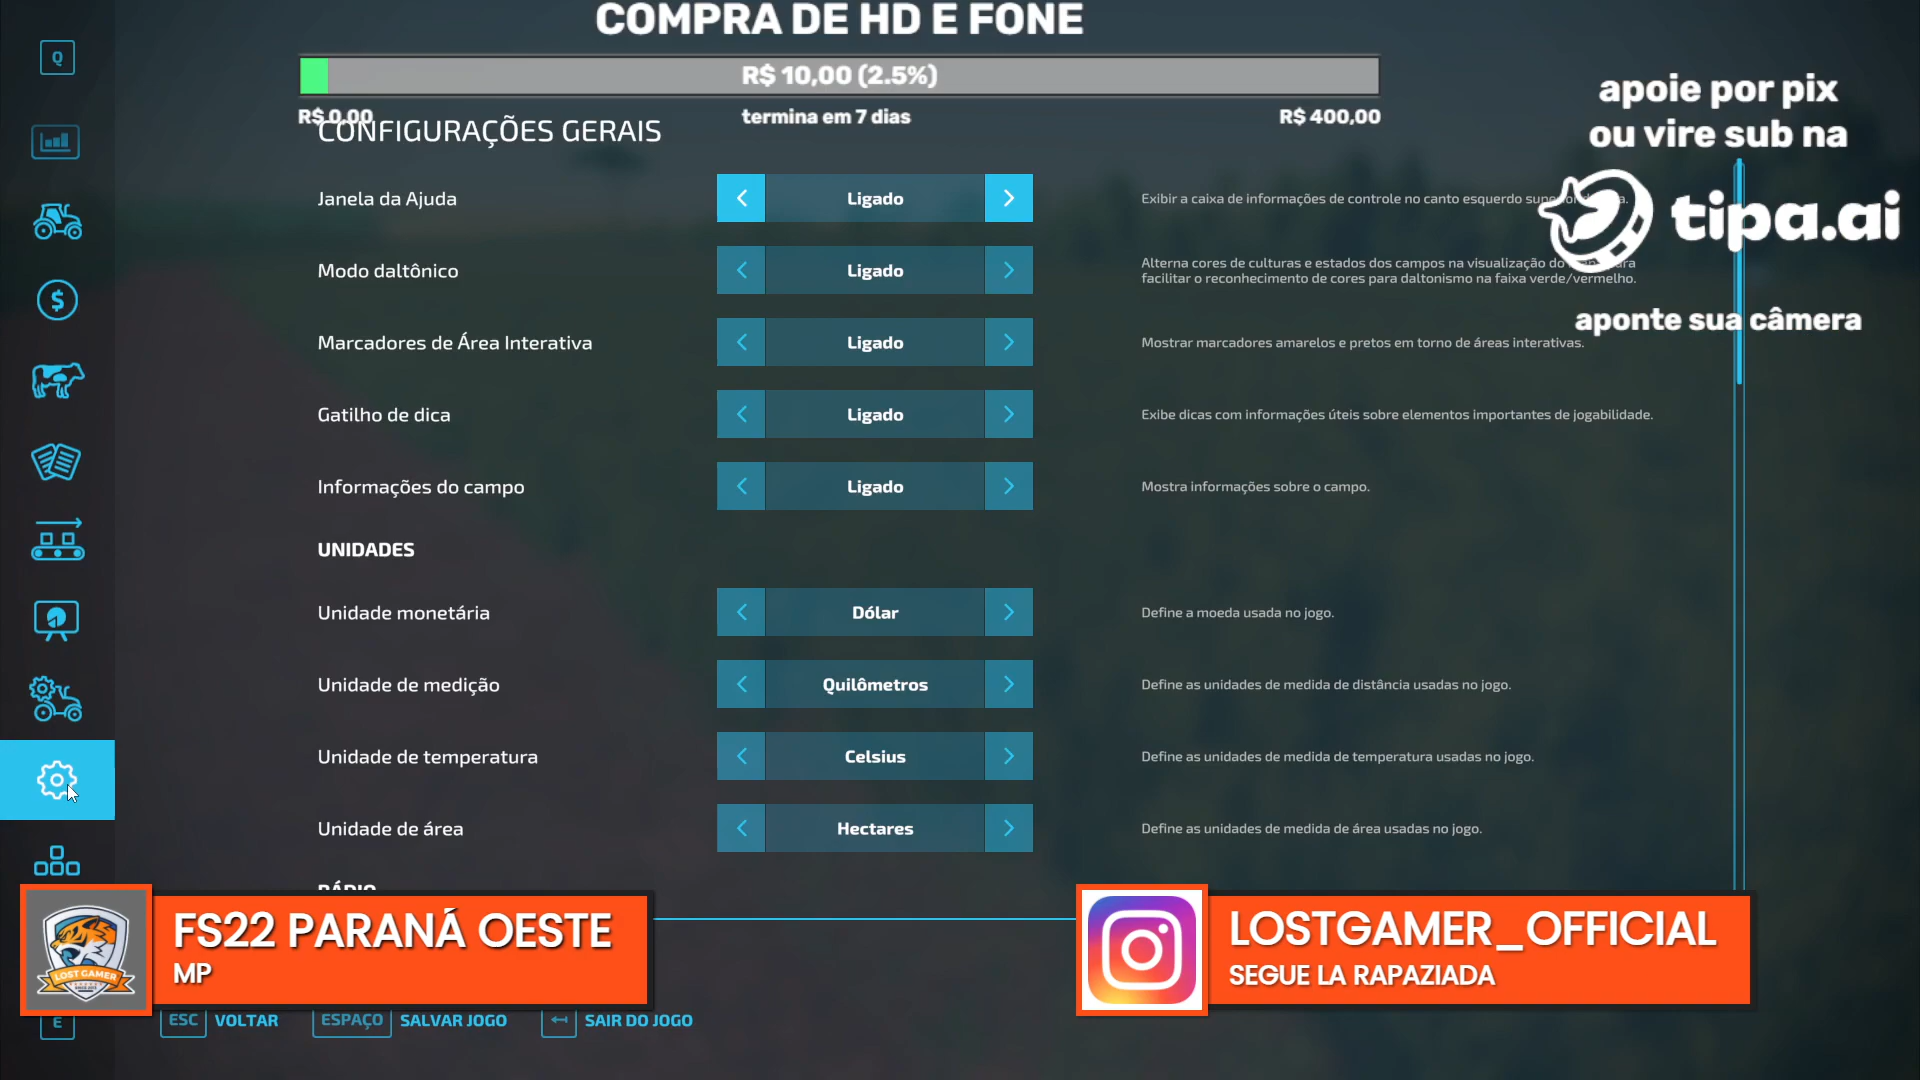 COMPRA DE HD E FONE
R$ 10,00 (2.5%)
R$ 0,00
termina em 7 dias
R$ 400,00
apoie por pix
ou vire sub na
tipa.ai
aponte sua câmera
Q
CONFIGURAÇÕES GERAIS
Janela da Ajuda
Ligado
Exibir a caixa de informações de controle no canto esquerdo
Modo daltônico
Ligado
Alterna cores de culturas e estados dos campos na visualização do
facilitar o reconhecimento de cores para daltonismo na faixa verde/vermelho.
Marcadores de Área Interativa
Ligado
Mostrar marcadores amarelos e pretos em torno de áreas interativas.
Gatilho de dica
Ligado
Exibe dicas com informações úteis sobre elementos importantes de jogabilidade.
Informações do campo
Ligado
Mostra informações sobre o campo.
UNIDADES
Unidade monetária
Dólar
Define a moeda usada no jogo.
Unidade de medição
Quilômetros
Define as unidades de medida de distância usadas no jogo.
Unidade de temperatura
Celsius
Define as unidades de medida de temperatura usadas no jogo.
Unidade de área
Hectares
Define as unidades de medida de área usadas no jogo.
RÁDIO
LOST GAMER
FS22 PARANÁ OESTE
MP
LOSTGAMER_OFFICIAL
SEGUE LA RAPAZIADA
E
ESC VOLTAR
ESPAÇO SALVAR JOGO
SAIR DO JOGO